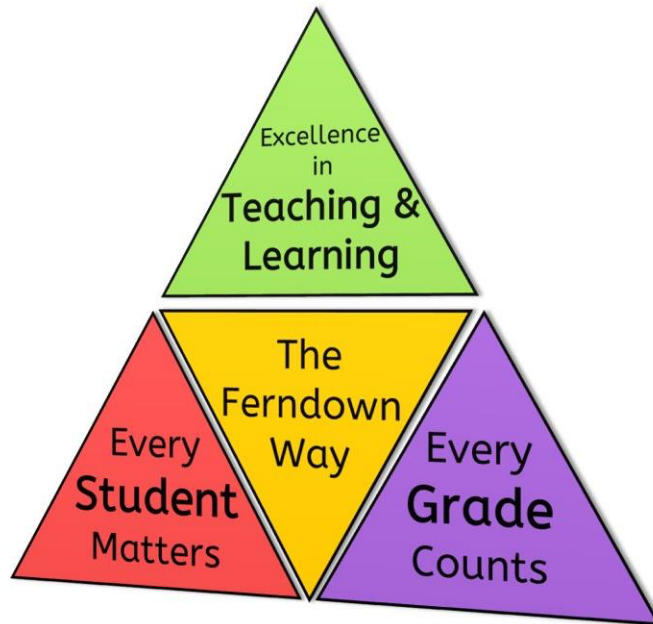 Excellence
in
Teaching &
Learning
The
Ferndown
Way
Every
Student
Matters
Every
Grade
Counts